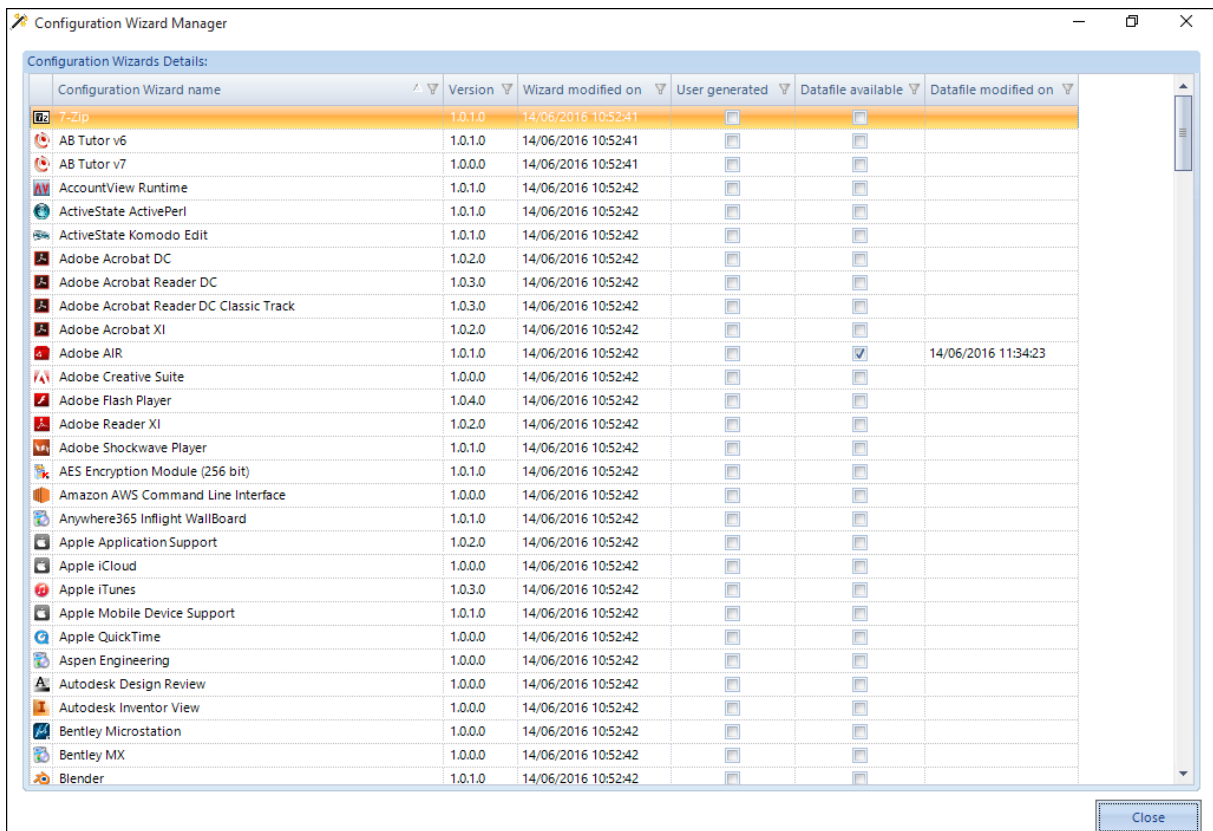 Configuration Wizard Manager
Configuration Wizards Details:
Configuration Wizard name Version Wizard modified on User generated Datafile available Datafile modified on
7-Zip 1.0.1.0 14/06/2016 10:52:41
AB Tutor v6 1.0.1.0 14/06/2016 10:52:41
AB Tutor v7 1.0.0.0 14/06/2016 10:52:41
AccountView Runtime 1.0.1.0 14/06/2016 10:52:42
ActiveState ActivePerl 1.0.1.0 14/06/2016 10:52:42
ActiveState Komodo Edit 1.0.1.0 14/06/2016 10:52:42
Adobe Acrobat DC 1.0.2.0 14/06/2016 10:52:42
Adobe Acrobat Reader DC 1.0.3.0 14/06/2016 10:52:42
Adobe Acrobat Reader DC Classic Track 1.0.3.0 14/06/2016 10:52:42
Adobe Acrobat XI 1.0.2.0 14/06/2016 10:52:42
Adobe AIR 1.0.1.0 14/06/2016 10:52:42 14/06/2016 11:34:23
Adobe Creative Suite 1.0.0.0 14/06/2016 10:52:42
Adobe Flash Player 1.0.4.0 14/06/2016 10:52:42
Adobe Reader XI 1.0.2.0 14/06/2016 10:52:42
Adobe Shockwave Player 1.0.1.0 14/06/2016 10:52:42
AES Encryption Module (256 bit) 1.0.1.0 14/06/2016 10:52:42
Amazon AWS Command Line Interface 1.0.0.0 14/06/2016 10:52:42
Anywhere365 Inflight WallBoard 1.0.1.0 14/06/2016 10:52:42
Apple Application Support 1.0.2.0 14/06/2016 10:52:42
Apple iCloud 1.0.0.0 14/06/2016 10:52:42
Apple iTunes 1.0.3.0 14/06/2016 10:52:42
Apple Mobile Device Support 1.0.1.0 14/06/2016 10:52:42
Apple QuickTime 1.0.0.0 14/06/2016 10:52:42
Aspen Engineering 1.0.0.0 14/06/2016 10:52:42
Autodesk Design Review 1.0.0.0 14/06/2016 10:52:42
Autodesk Inventor View 1.0.0.0 14/06/2016 10:52:42
Bentley Microstation 1.0.0.0 14/06/2016 10:52:42
Bentley MX 1.0.0.0 14/06/2016 10:52:42
Blender 1.0.1.0 14/06/2016 10:52:42
Close